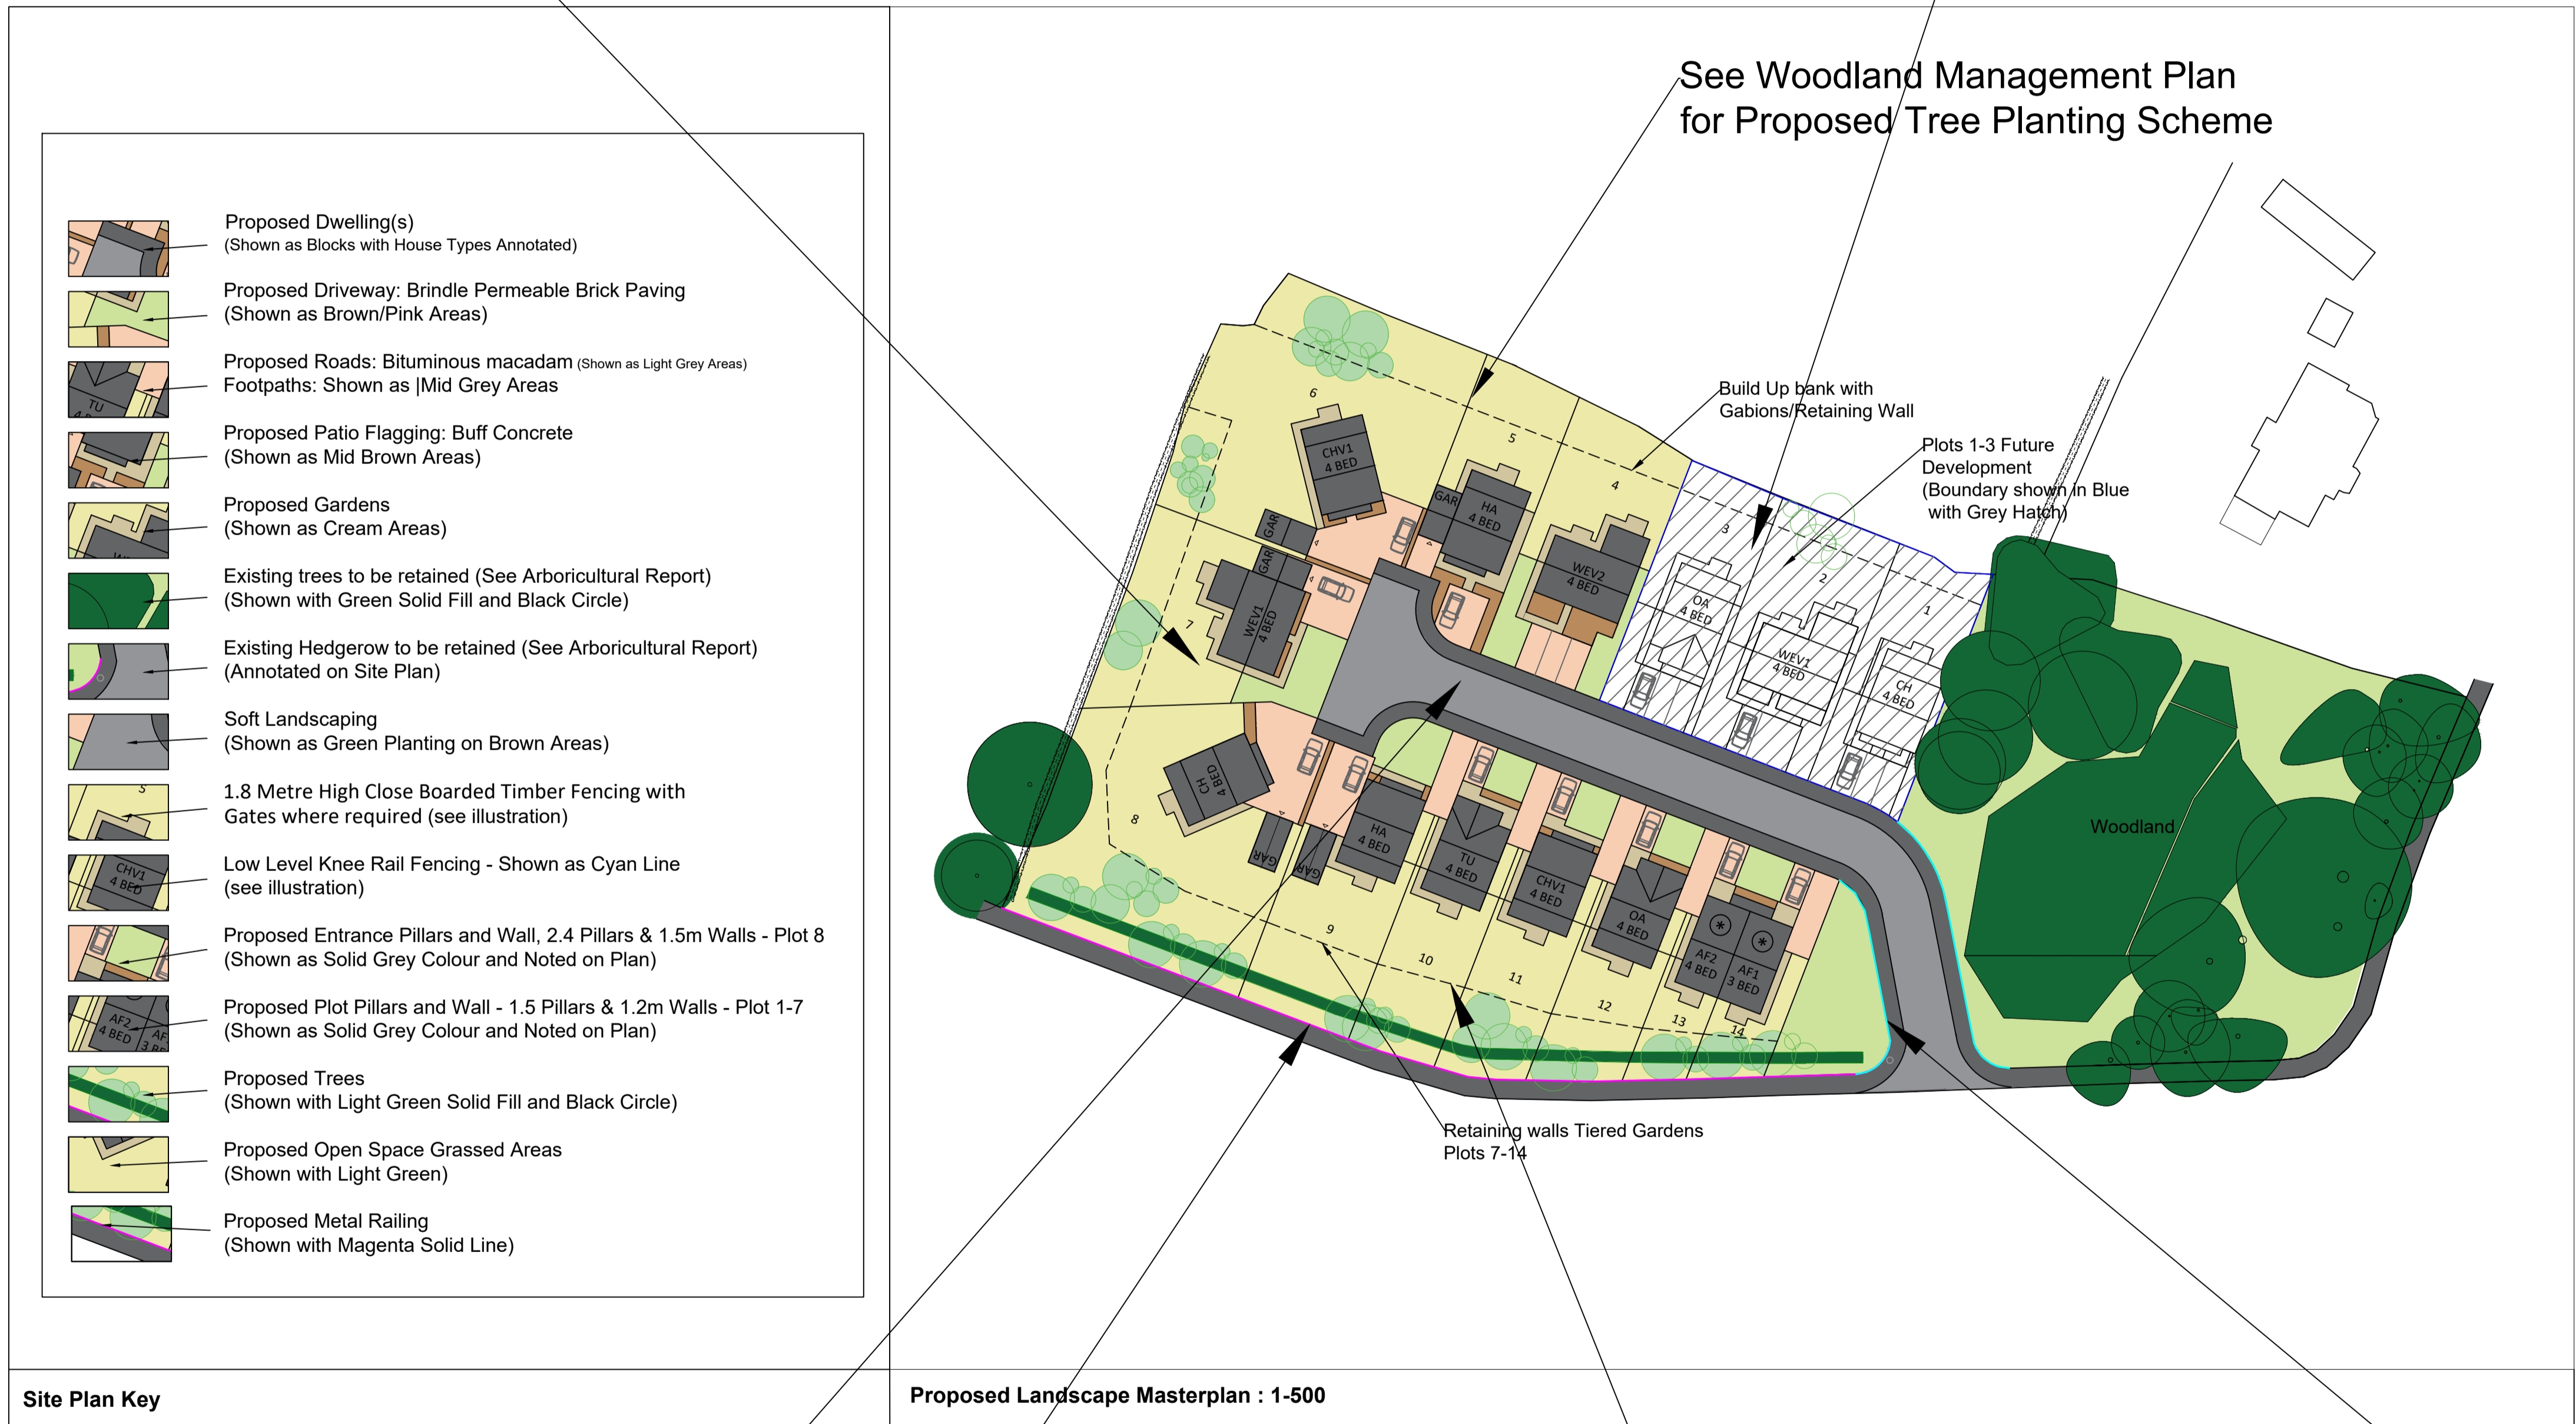 Proposed Dwelling(s)
(Shown as Blocks with House Types Annotated)
Proposed Driveway: Brindle Permeable Brick Paving
(Shown as Brown/Pink Areas)
Proposed Roads: Bituminous macadam (Shown as Light Grey Areas)
Footpaths: Shown as |Mid Grey Areas
TU
Proposed Patio Flagging: Buff Concrete
(Shown as Mid Brown Areas)
Proposed Gardens
(Shown as Cream Areas)
Existing trees to be retained (See Arboricultural Report)
(Shown with Green Solid Fill and Black Circle)
Existing Hedgerow to be retained (See Arboricultural Report)
(Annotated on Site Plan)
Soft Landscaping
(Shown as Green Planting on Brown Areas)
1.8 Metre High Close Boarded Timber Fencing with
Gates where required (see illustration)
Low Level Knee Rail Fencing - Shown as Cyan Line
(see illustration)
CHV1
4 BED
Proposed Entrance Pillars and Wall, 2.4 Pillars & 1.5m Walls - Plot 8
(Shown as Solid Grey Colour and Noted on Plan)
Proposed Plot Pillars and Wall - 1.5 Pillars & 1.2m Walls - Plot 1-7
(Shown as Solid Grey Colour and Noted on Plan)
AF2
4 BED
Proposed Trees
(Shown with Light Green Solid Fill and Black Circle)
Proposed Open Space Grassed Areas
(Shown with Light Green)
Proposed Metal Railing
(Shown with Magenta Solid Line)
Site Plan Key
See Woodland Management Plan
for Proposed Tree Planting Scheme
Build Up bank with
Gabions/Retaining Wall
Plots 1-3 Future
Development
(Boundary shown in Blue
with Grey Hatch)
6
5
4
3
2
1
CHV1
4 BED
GAR
HA
4 BED
WEV2
4 BED
OA
4 BED
WEV1
4 BED
CH
4 BED
GAR
GAR
WEV1
4 BED
7
CH
4 BED
8
GAR
GAR
HA
4 BED
TU
4 BED
CHV1
4 BED
OA
4 BED
AF2
4 BED
AF1
3 BED
9
10
11
12
13
14
Woodland
Retaining walls Tiered Gardens
Plots 7-14
Proposed Landscape Masterplan : 1-500